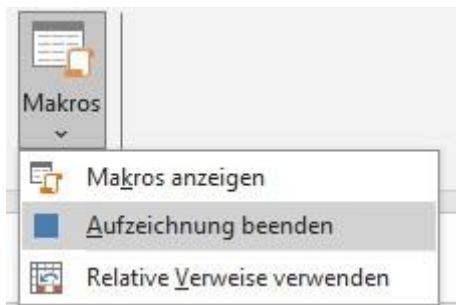 Makros
Makros anzeigen
Aufzeichnung beenden
Relative Verweise verwenden